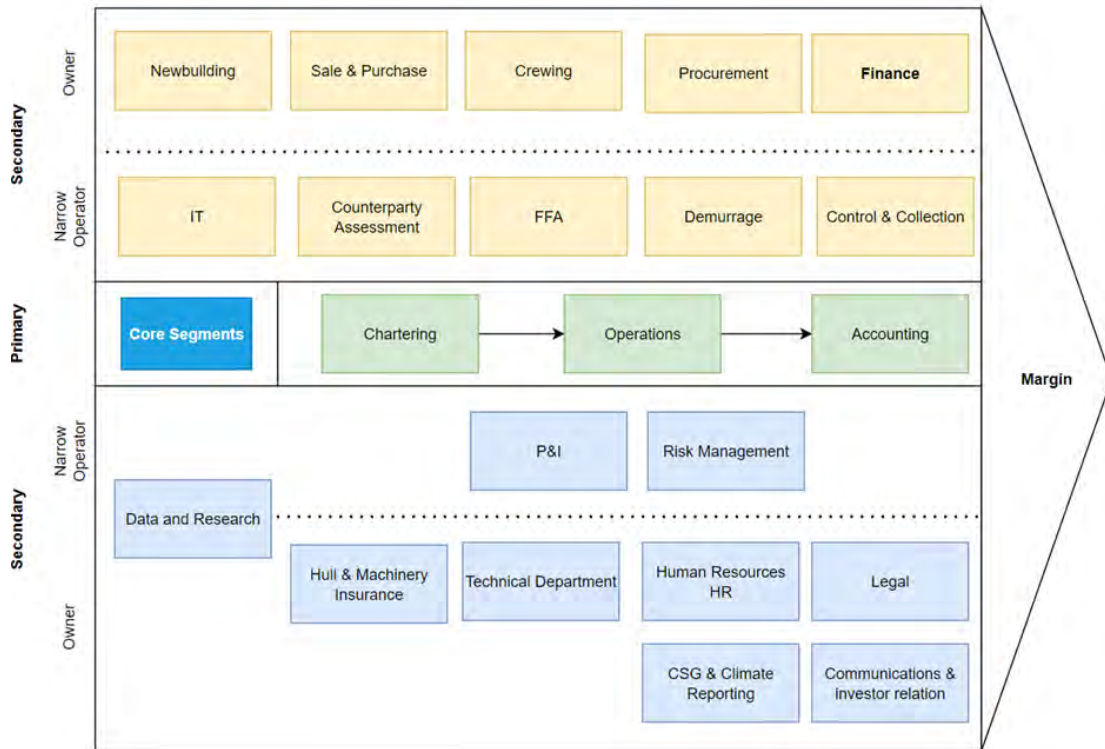 Secondary
Owner
Newbuilding
Sale & Purchase
Crewing
Procurement
Finance
Narrow
Operator
IT
Counterparty
Assessment
FFA
Demurrage
Control & Collection
Primary
Core Segments
Chartering
Operations
Accounting
Margin
Secondary
Narrow
Operator
P&I
Risk Management
Data and Research
Owner
Hull & Machinery
Insurance
Technical Department
Human Resources
HR
Legal
CSG & Climate
Reporting
Communications &
investor relation